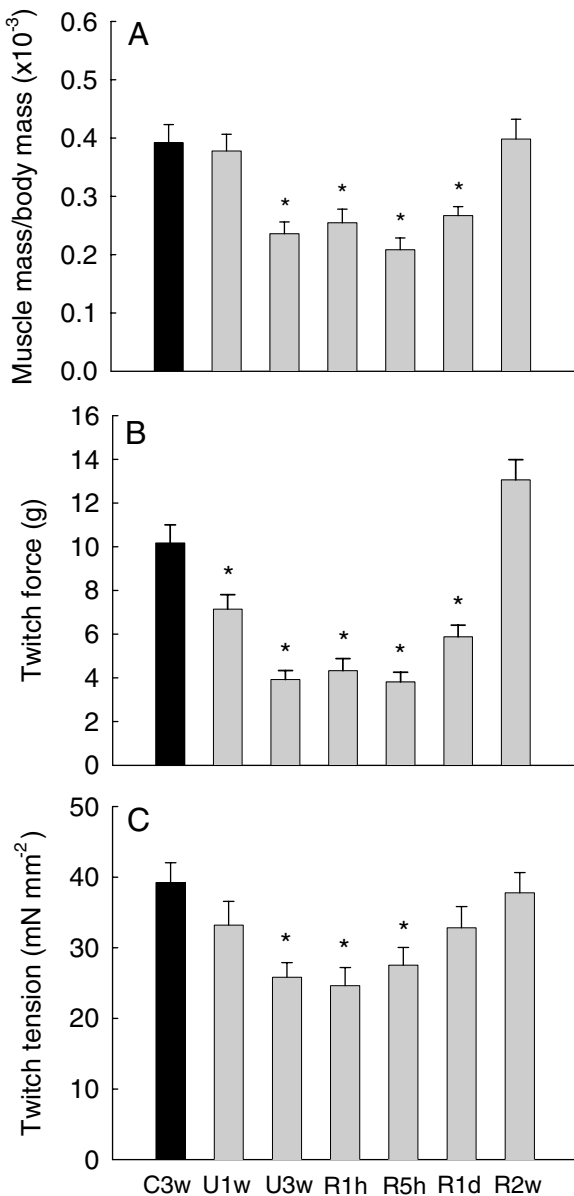 A
Muscle mass/body mass (x10-3)
0.6
0.5
0.4
0.3
0.2
0.1
0.0
* * * *
B
Twitch force (g)
16
14
12
10
8
6
4
2
0
* * * * *
C
Twitch tension (mN mm-2)
50
40
30
20
10
0
* * *
C3w U1w U3w R1h R5h R1d R2w